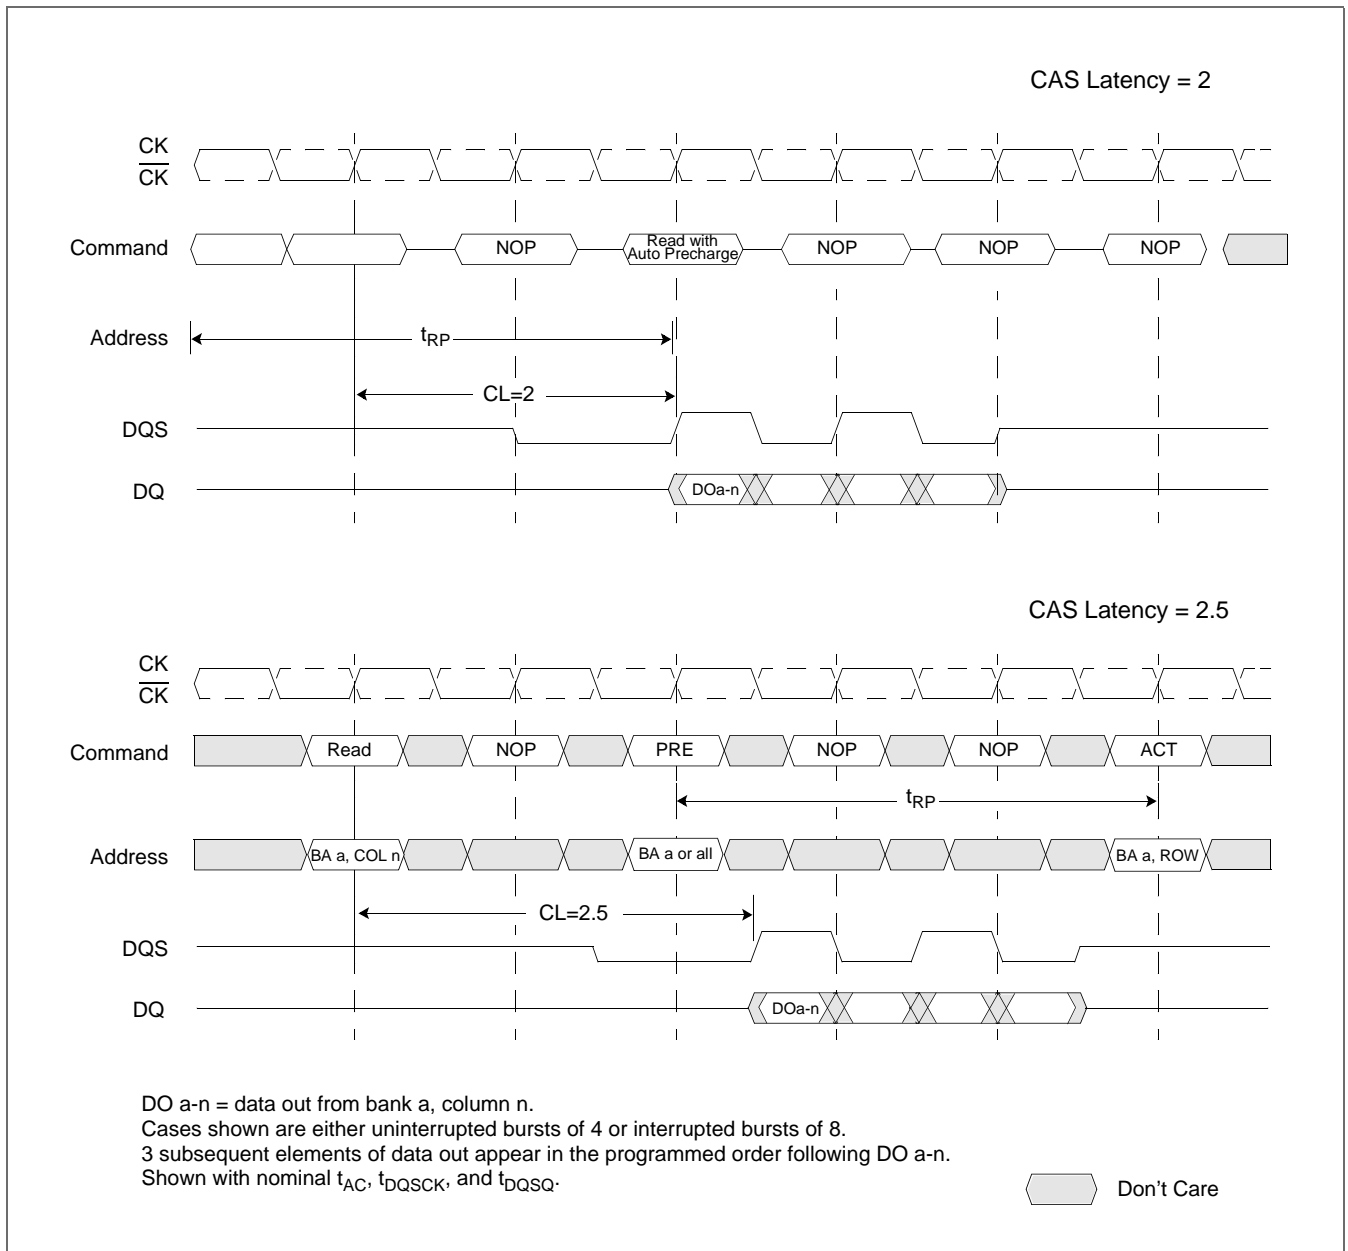 CAS Latency = 2
CK
CK
Command
NOP
Read with
Auto Precharge
NOP
NOP
NOP
Address
tRP
CL=2
DQS
DQ
DOa-n
CAS Latency = 2.5
CK
CK
Command
Read
NOP
PRE
NOP
NOP
ACT
tRP
Address
BA a, COL n
BA a or all
BA a, ROW
CL=2.5
DQS
DQ
DOa-n
DO a-n = data out from bank a, column n.
Cases shown are either uninterrupted bursts of 4 or interrupted bursts of 8.
3 subsequent elements of data out appear in the programmed order following DO a-n.
Shown with nominal tAC, tDQSCK, and tDQSQ.
Don't Care